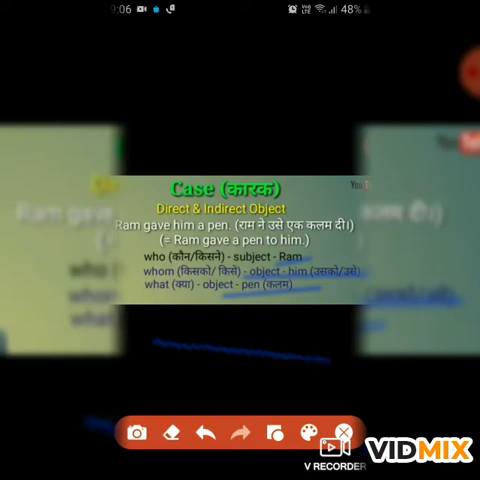 9:06
48%
Case (कारक)
You T
Direct & Indirect Object
Ram gave him a pen. (राम ने उसे एक कलम दी।)
(= Ram gave a pen to him.)
who (कौन/किसने) - subject - Ram
whom (किसको/ किसे) - object - him (उसको/उसे)
what (क्या) - object - pen (कलम)
V RECORDER
VIDMIX